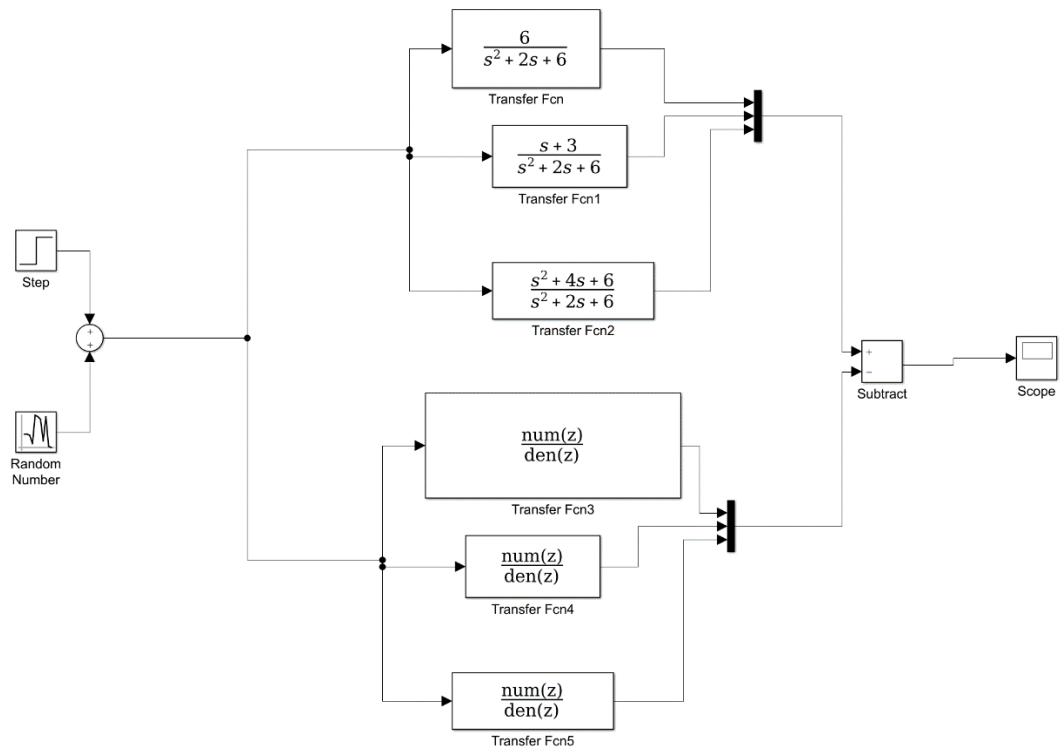 6
s² + 2s + 6
Transfer Fcn
s + 3
s² + 2s + 6
Transfer Fcn1
s² + 4s + 6
s² + 2s + 6
Transfer Fcn2
Step
+
+
Random
Number
num(z)
den(z)
Transfer Fcn3
num(z)
den(z)
Transfer Fcn4
num(z)
den(z)
Transfer Fcn5
+
−
Subtract
Scope